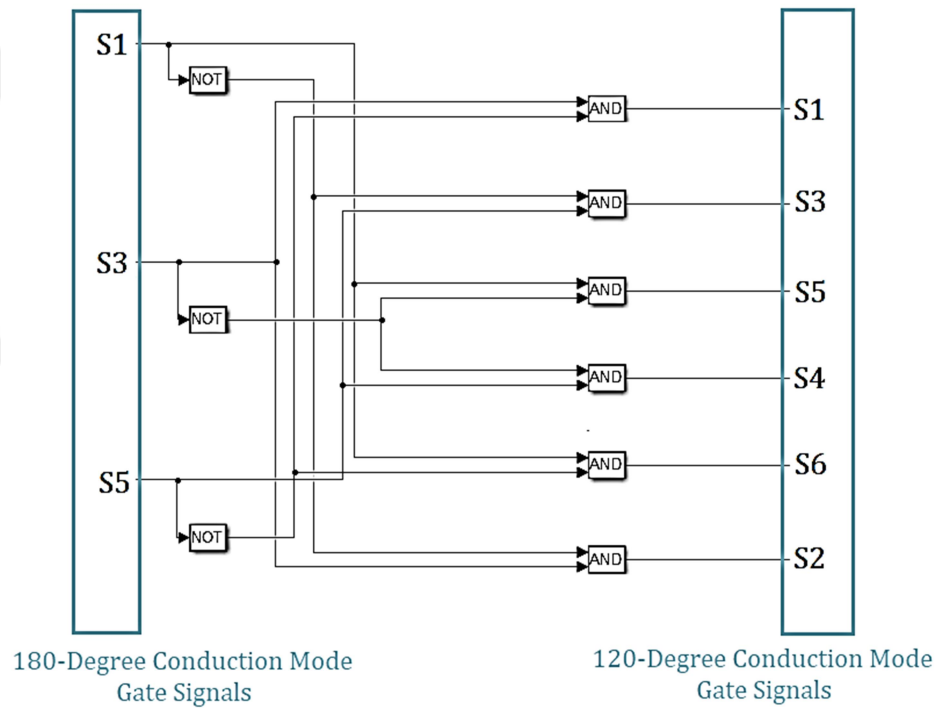 S1
NOT
AND
S1
AND
S3
S3
AND
S5
NOT
AND
S4
AND
S6
S5
NOT
AND
S2
180-Degree Conduction Mode
Gate Signals
120-Degree Conduction Mode
Gate Signals